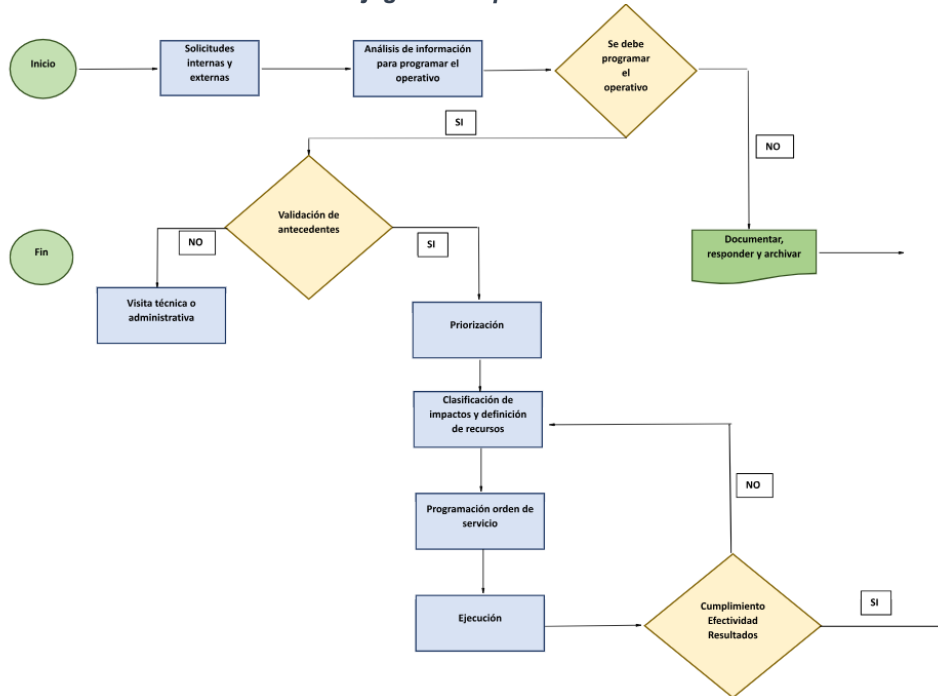 Inicio
Solicitudes
internas y
externas
Análisis de información
para programar el
operativo
Se debe
programar
el
operativo
SI
NO
Validación de
antecedentes
NO
SI
Fin
Documentar,
responder y archivar
Visita técnica o
administrativa
Priorización
Clasificación de
impactos y definición
de recursos
NO
Programación orden de
servicio
Ejecución
Cumplimiento
Efectividad
Resultados
SI